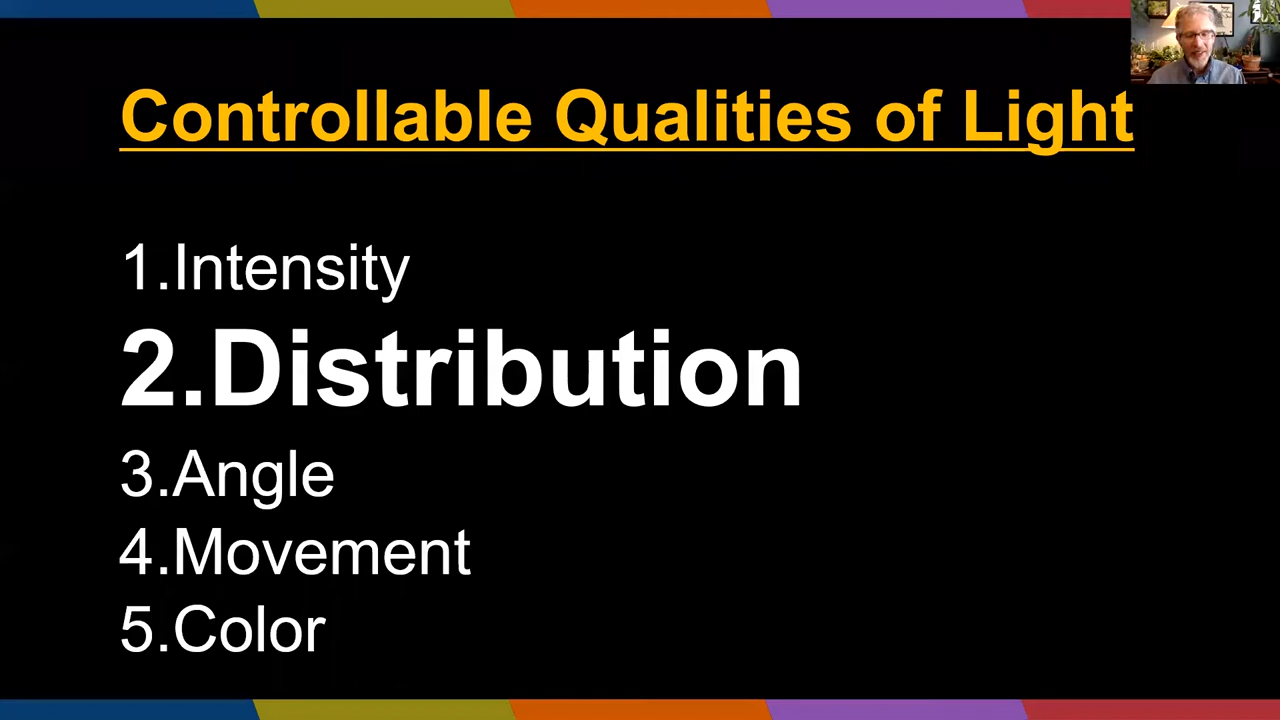 Controllable Qualities of Light
1.Intensity
2.Distribution
3.Angle
4.Movement
5.Color